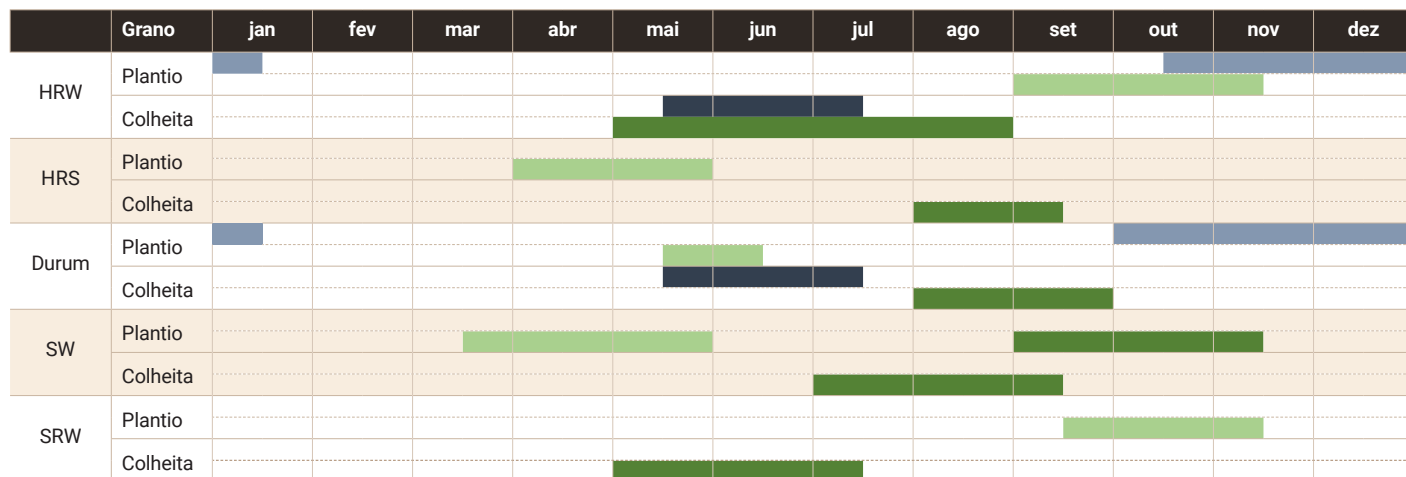 Grano jan fev mar abr mai jun jul ago set out nov dez
HRW
Plantio
Colheita
HRS
Plantio
Colheita
Durum
Plantio
Colheita
SW
Plantio
Colheita
SRW
Plantio
Colheita